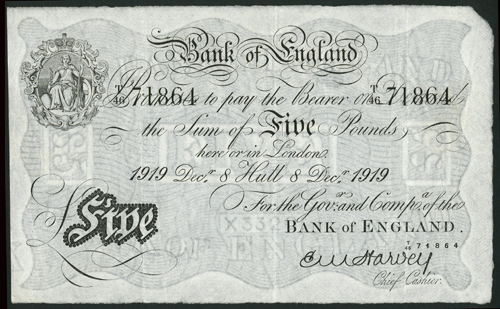 Bank of England
T/46 71864 T/46 71864
Promise to pay the Bearer on Demand
the Sum of Five Pounds
here or in London.
1919 Decr. 8 Hull 8 Decr. 1919
For the Govr. and Compa. of the
BANK OF ENGLAND.
Five
T/46 71864
E M Harvey
Chief Cashier.